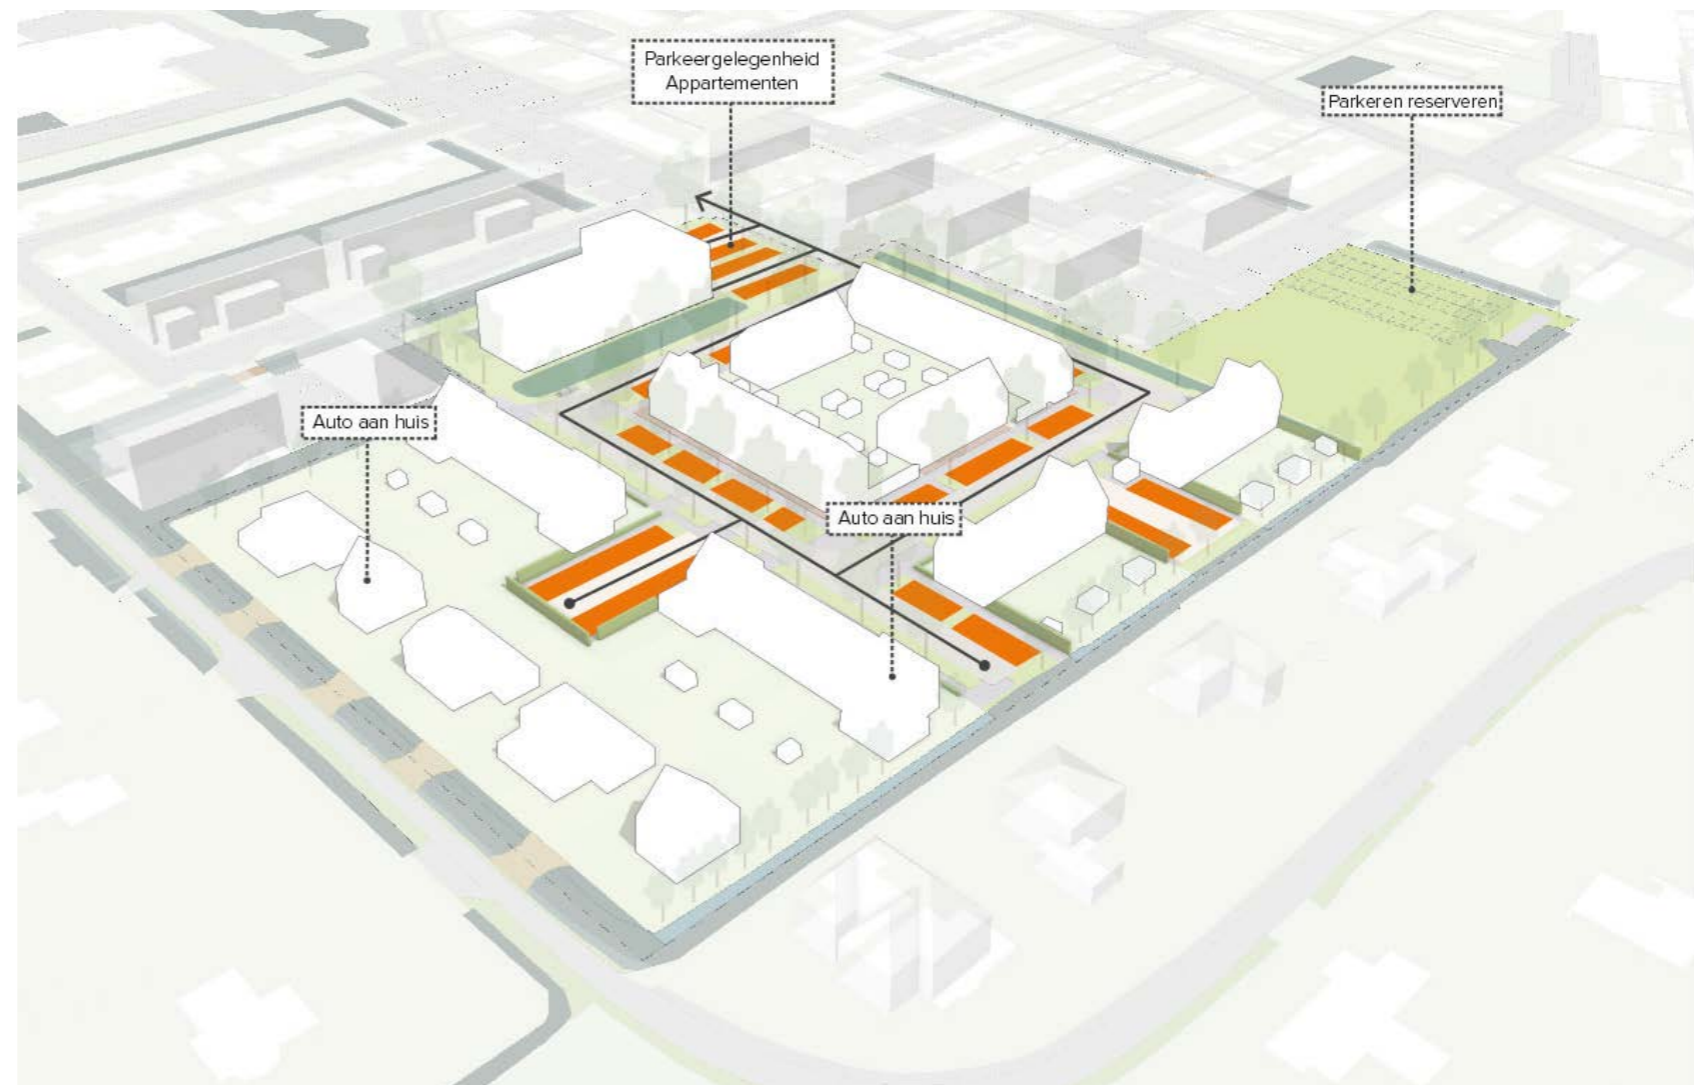 Parkeergelegenheid
Appartementen
Parkeren reserveren
Auto aan huis
Auto aan huis